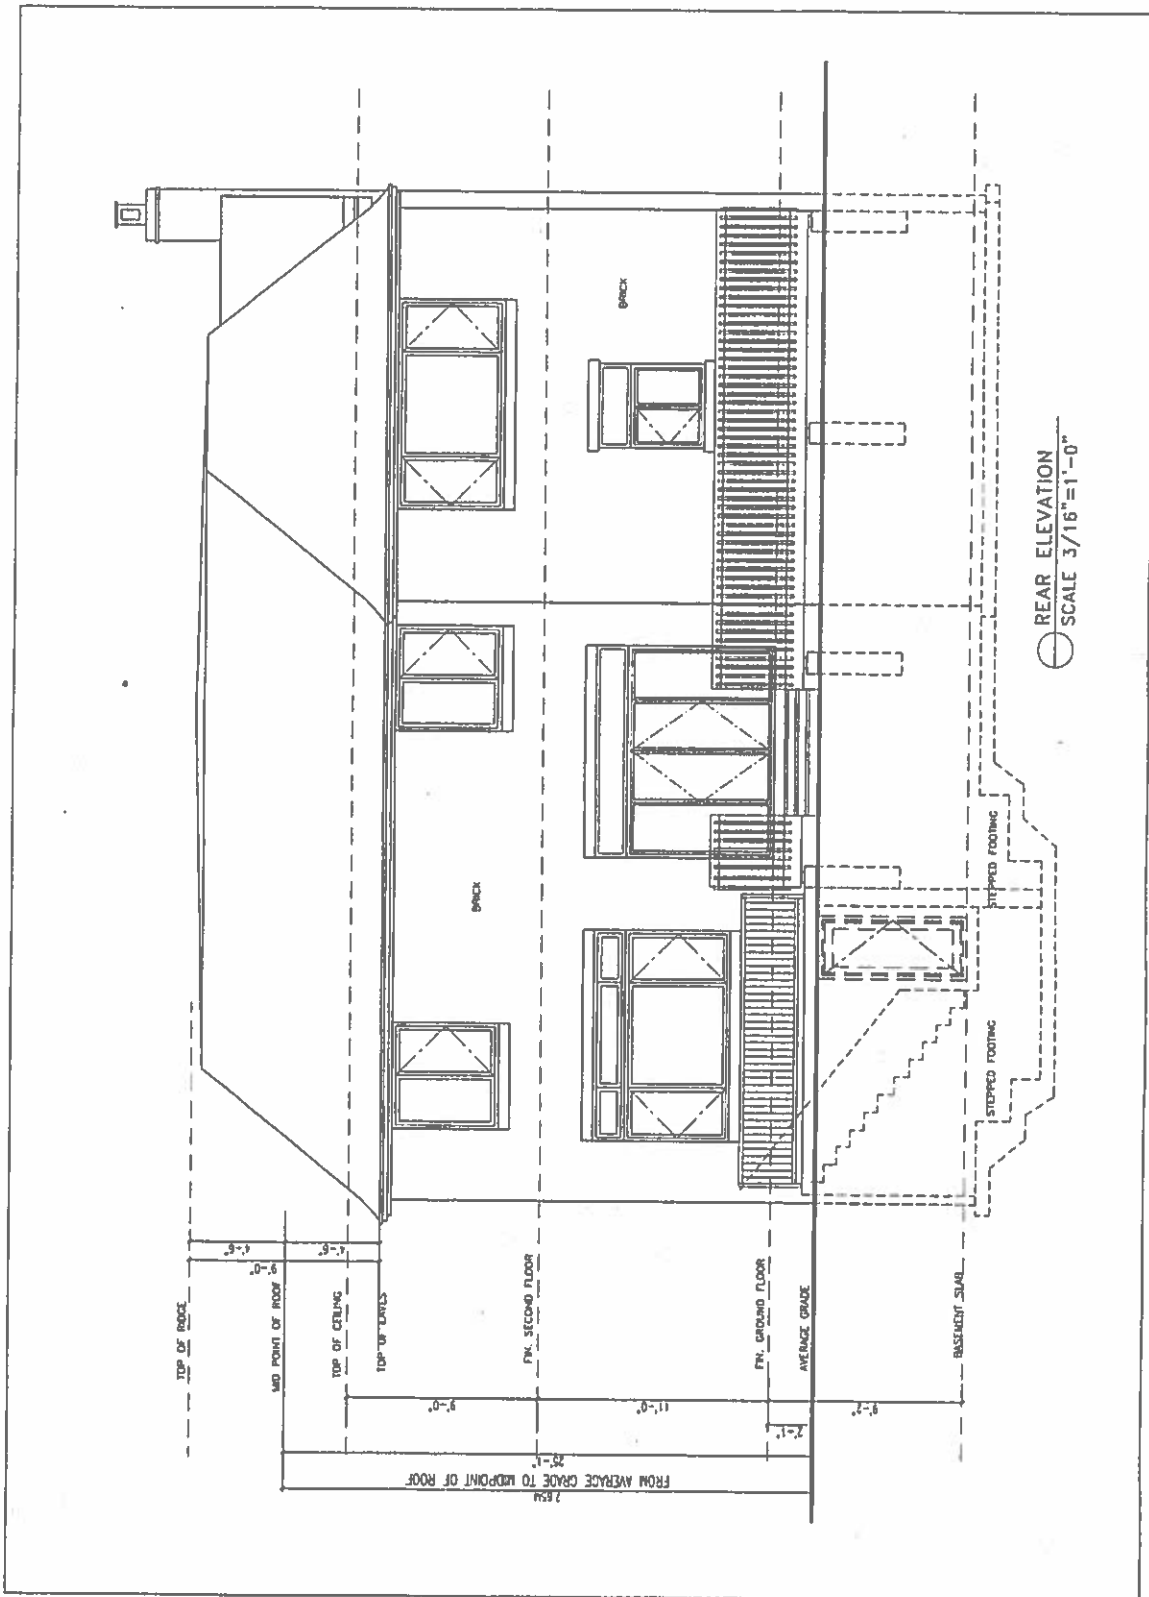 TOP OF RIDGE
MID POINT OF ROOF
TOP OF CEILING
TOP OF EAVES
FIN. SECOND FLOOR
FIN. GROUND FLOOR
AVERAGE GRADE
BASEMENT SLAB
4'-6"
4'-6"
9'-0"
9'-0"
11'-0"
2'-1"
9'-2"
25'-1"
FROM AVERAGE GRADE TO MIDPOINT OF ROOF
7.65M
BRICK
BRICK
STEPPED FOOTING
STEPPED FOOTING
REAR ELEVATION
SCALE 3/16"=1'-0"